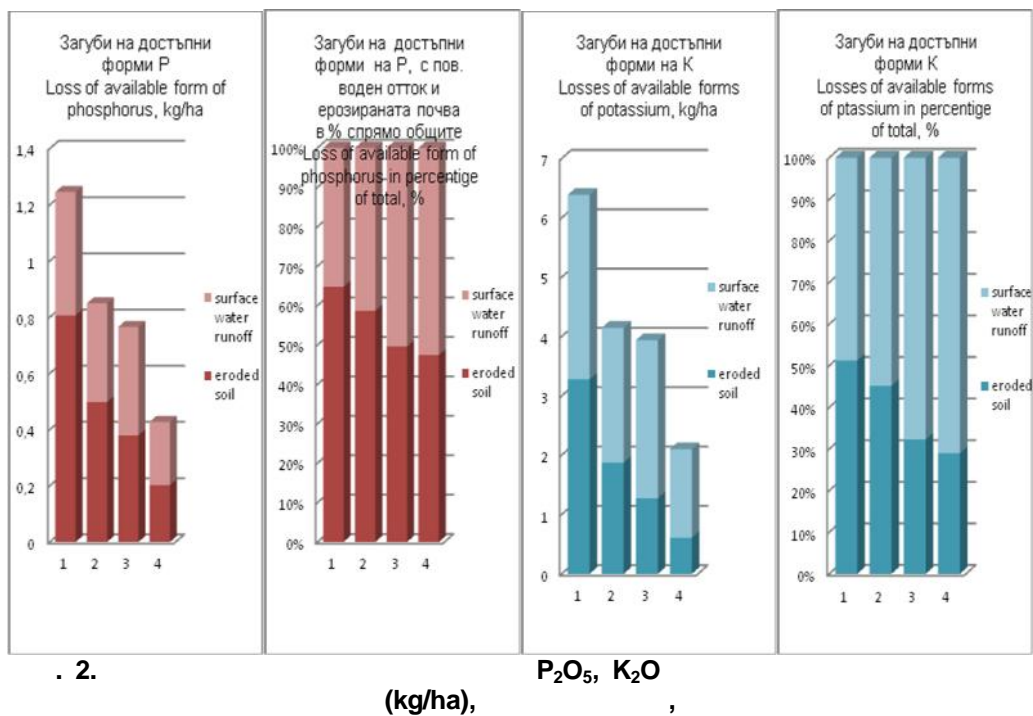 Загуби на достъпни
форми P
Loss of available form of
phosphorus, kg/ha
1,4
1,2
1
0,8
0,6
0,4
0,2
0
1 2 3 4
surface
water
runoff
eroded
soil
Загуби на достъпни
форми на P, с пов.
воден отток и
ерозираната почва
в % спрямо общите
Loss of available form of
phosphorus in percentige
of total, %
100%
90%
80%
70%
60%
50%
40%
30%
20%
10%
0%
1 2 3 4
surface
water
runoff
eroded
soil
Загуби на достъпни
форми на K
Losses of available forms
of potassium, kg/ha
7
6
5
4
3
2
1
0
1 2 3 4
surface
water
runoff
eroded
soil
Загуби на достъпни
форми K
Losses of available forms
of ptassium in percentige
of total, %
100%
90%
80%
70%
60%
50%
40%
30%
20%
10%
0%
1 2 3 4
surface
water
runoff
eroded
soil
. 2. P₂O₅, K₂O
(kg/ha), ,